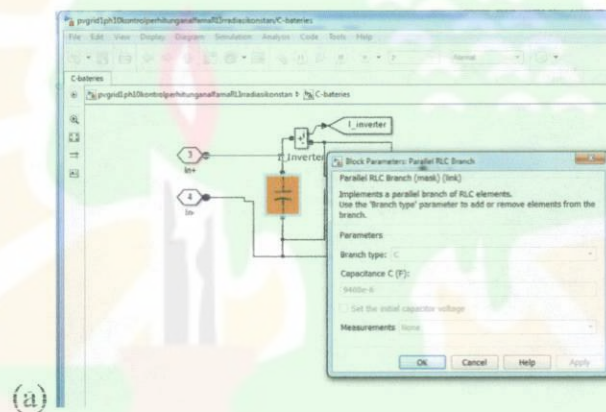 pvgrid1ph10kontrolperhitunganalfamaRLIrradiasikonstan/C-bateries
File Edit View Display Diagram Simulation Analysis Code Tools Help
Normal
C-bateries
pvgrid1ph10kontrolperhitunganalfamaRLIrradiasikonstan C-bateries
I_inverter
I_Inverter
3
In+
4
In-
Block Parameters: Parallel RLC Branch
Parallel RLC Branch (mask) (link)
Implements a parallel branch of RLC elements.
Use the 'Branch type' parameter to add or remove elements from the
branch.
Parameters
Branch type: C
Capacitance C (F):
9400e-6
Set the initial capacitor voltage
Measurements None
OK Cancel Help Apply
(a)